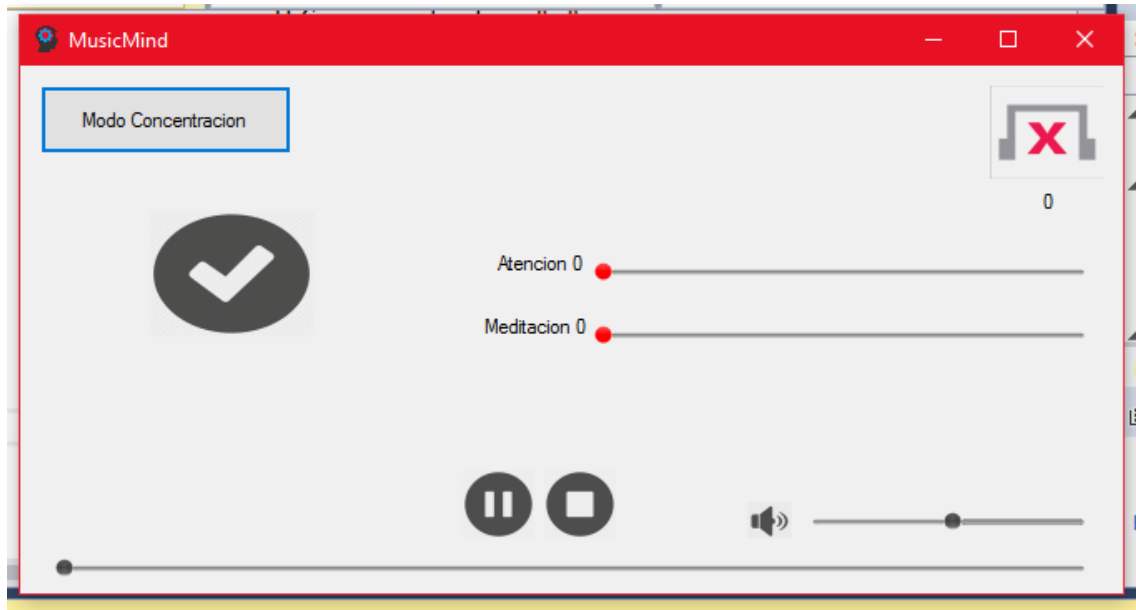 MusicMind
Modo Concentracion
0
Atencion 0
Meditacion 0